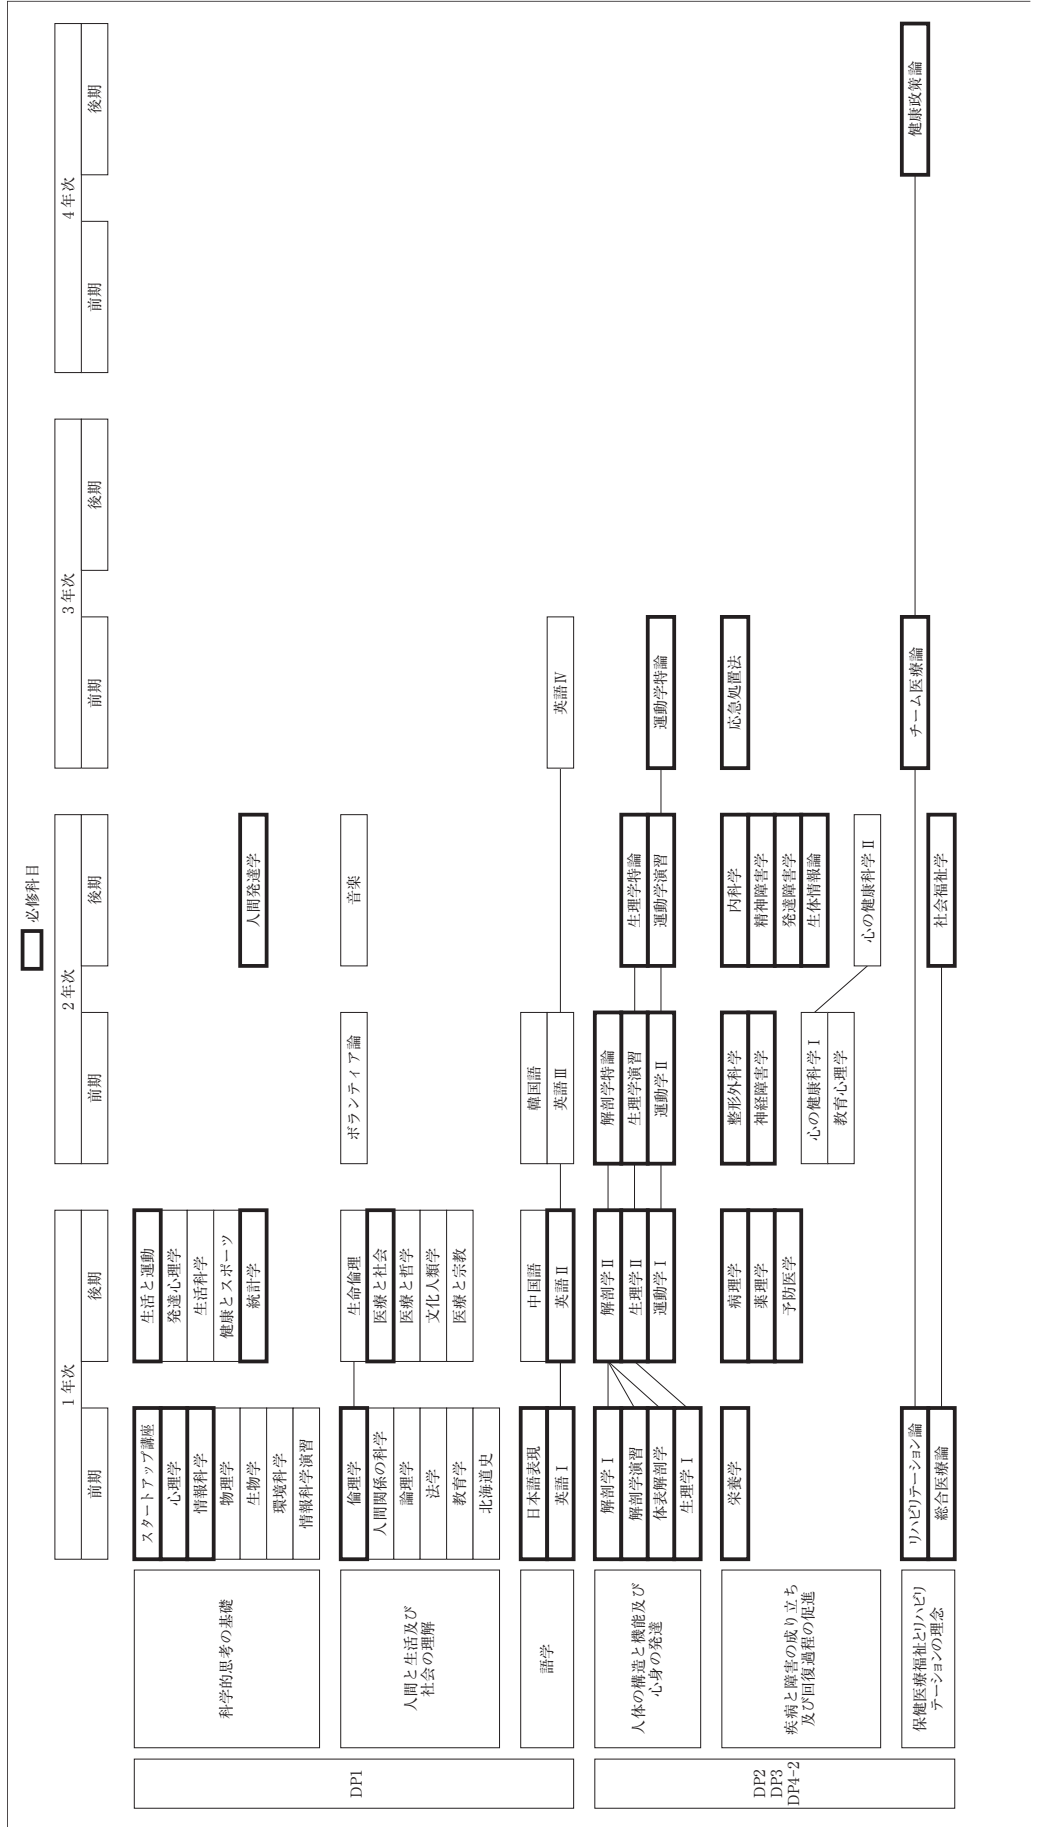 必修科目
1年次
2年次
3年次
4年次
前期
後期
前期
後期
前期
後期
前期
後期
DP1
科学的思考の基礎
スタートアップ講座
心理学
情報科学
物理学
生物学
環境科学
情報科学演習
生活と運動
発達心理学
生活科学
健康とスポーツ
統計学
人間発達学
人間と生活及び
社会の理解
倫理学
人間関係の科学
論理学
法学
教育学
北海道史
生命倫理
医療と社会
医療と哲学
文化人類学
医療と宗教
ボランティア論
音楽
語学
日本語表現
英語Ⅰ
中国語
英語Ⅱ
韓国語
英語Ⅲ
英語Ⅳ
DP2
DP3
DP4-2
人体の構造と機能及び
心身の発達
解剖学Ⅰ
解剖学演習
体表解剖学
生理学Ⅰ
解剖学Ⅱ
生理学Ⅱ
運動学Ⅰ
解剖学特論
生理学演習
運動学Ⅱ
生理学特論
運動学演習
運動学特論
疾病と障害の成り立ち
及び回復過程の促進
栄養学
病理学
薬理学
予防医学
整形外科学
神経障害学
心の健康科学Ⅰ
教育心理学
内科学
精神障害学
発達障害学
生体情報論
心の健康科学Ⅱ
応急処置法
保健医療福祉とリハビリ
テーションの理念
リハビリテーション論
総合医療論
社会福祉学
チーム医療論
健康政策論